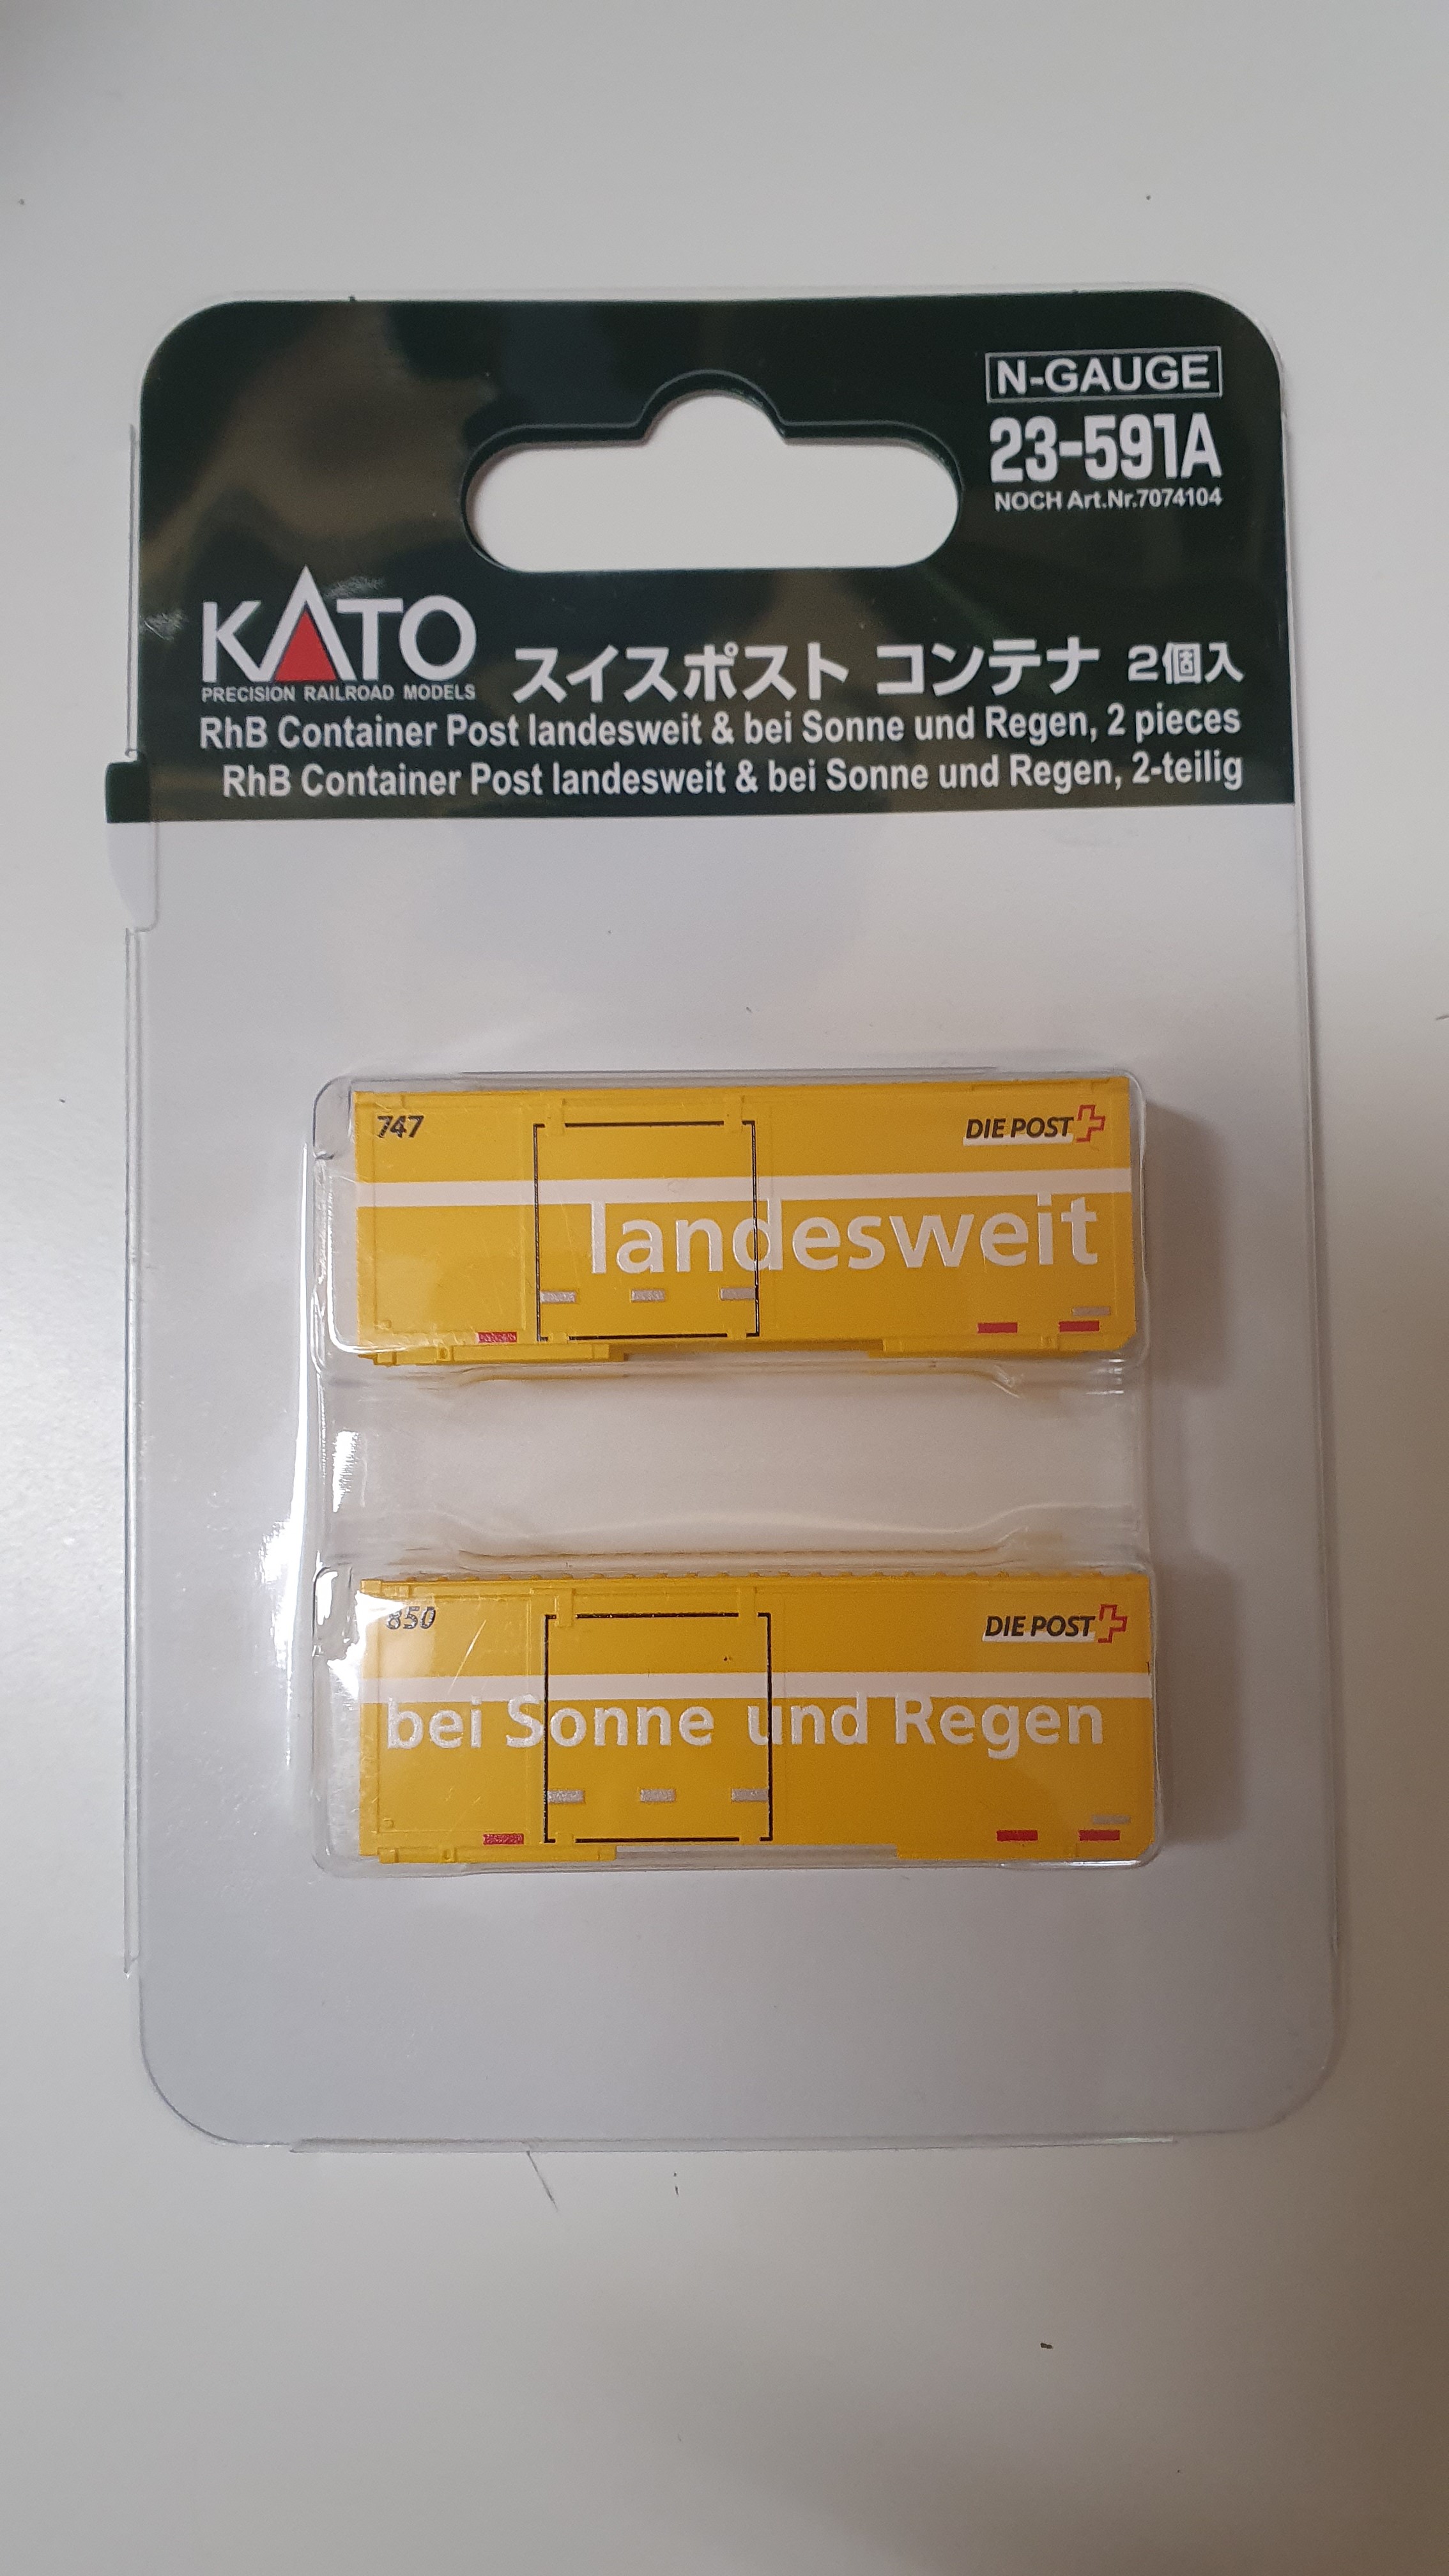 N-GAUGE
23-591A
NOCH Art.Nr.7074104
KATO
PRECISION RAILROAD MODELS
スイスポスト コンテナ 2個入
RhB Container Post landesweit & bei Sonne und Regen, 2 pieces
RhB Container Post landesweit & bei Sonne und Regen, 2-teilig
747
DIE POST
landesweit
850
DIE POST
bei Sonne und Regen